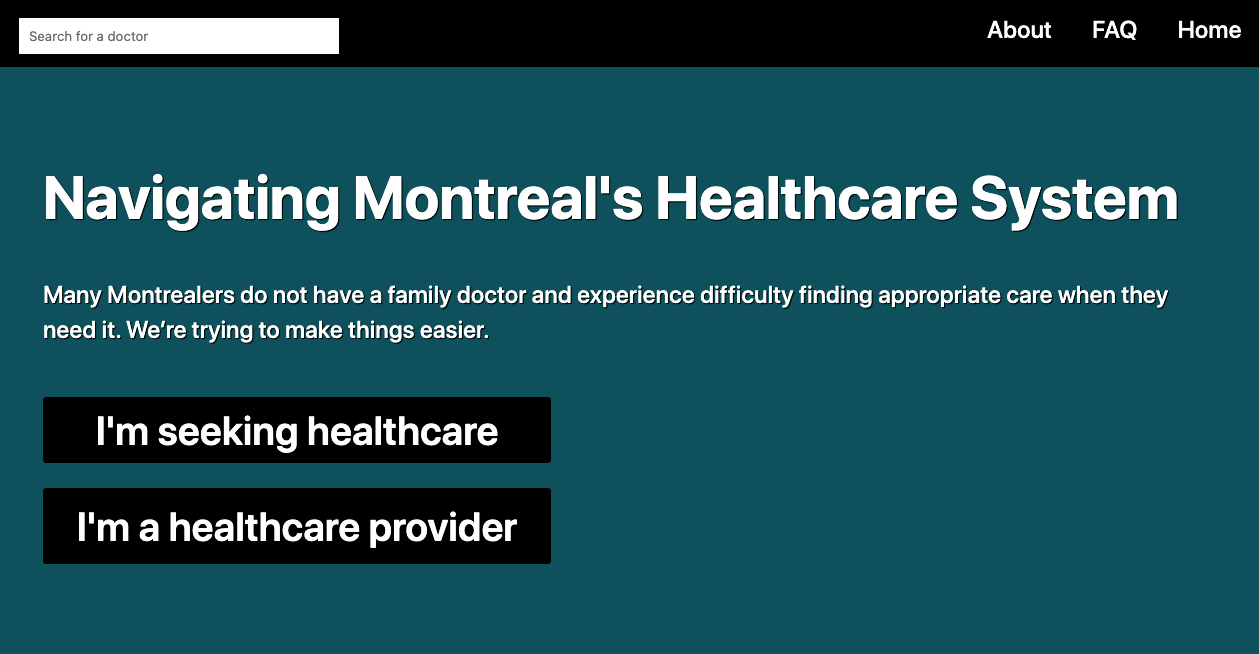 Search for a doctor
About FAQ Home
Navigating Montreal's Healthcare System
Many Montrealers do not have a family doctor and experience difficulty finding appropriate care when they
need it. We’re trying to make things easier.
I'm seeking healthcare
I'm a healthcare provider